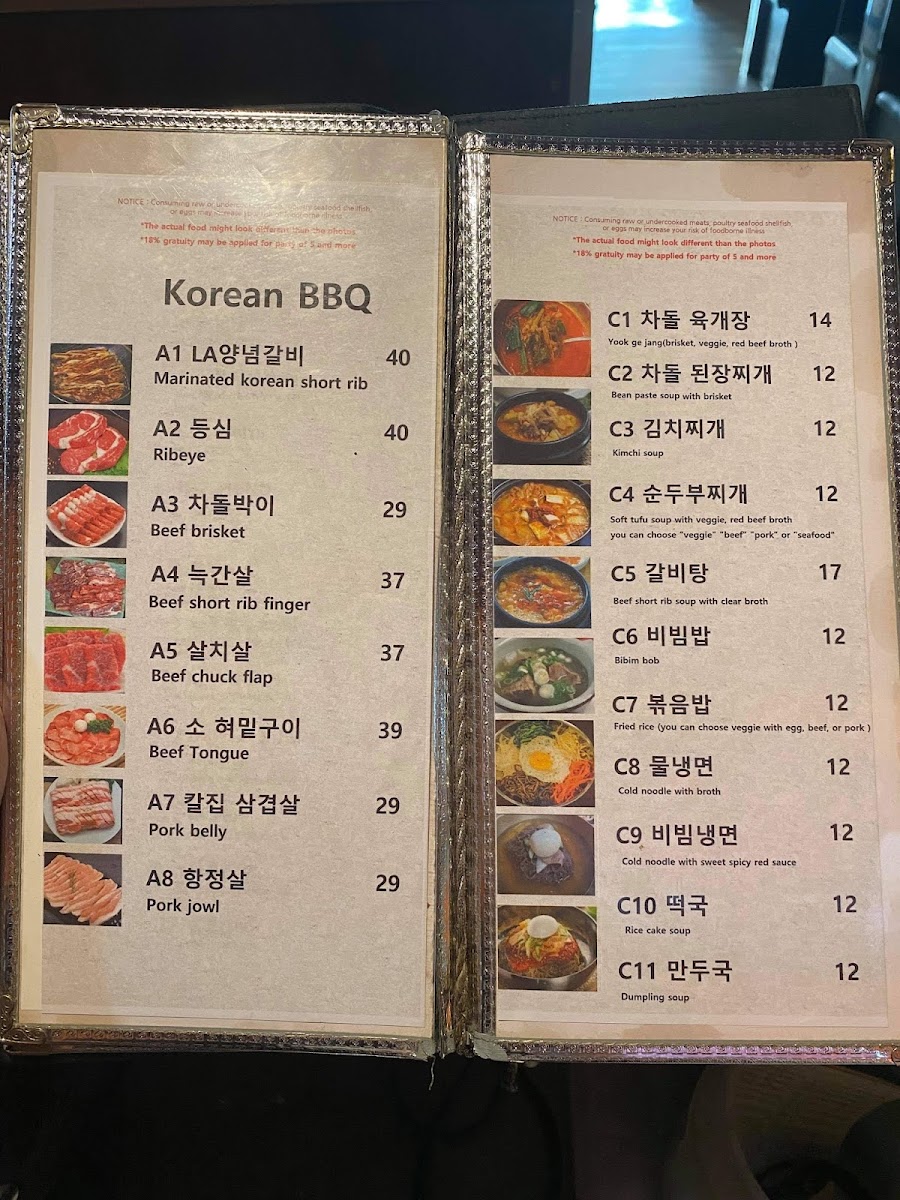 NOTICE : Consuming raw or undercooked meats, poultry seafood shellfish,
or eggs may increase your risk of foodborne illness
*The actual food might look different than the photos
*18% gratuity may be applied for party of 5 and more
Korean BBQ
A1 LA양념갈비 40
Marinated korean short rib
A2 등심 40
Ribeye
A3 차돌박이 29
Beef brisket
A4 늑간살 37
Beef short rib finger
A5 살치살 37
Beef chuck flap
A6 소 혀밑구이 39
Beef Tongue
A7 칼집 삼겹살 29
Pork belly
A8 항정살 29
Pork jowl
NOTICE : Consuming raw or undercooked meats, poultry seafood shellfish,
or eggs may increase your risk of foodborne illness
*The actual food might look different than the photos
*18% gratuity may be applied for party of 5 and more
C1 차돌 육개장 14
Yook ge jang(brisket, veggie, red beef broth )
C2 차돌 된장찌개 12
Bean paste soup with brisket
C3 김치찌개 12
Kimchi soup
C4 순두부찌개 12
Soft tufu soup with veggie, red beef broth
you can choose "veggie" "beef" "pork" or "seafood"
C5 갈비탕 17
Beef short rib soup with clear broth
C6 비빔밥 12
Bibim bob
C7 볶음밥 12
Fried rice (you can choose veggie with egg, beef, or pork )
C8 물냉면 12
Cold noodle with broth
C9 비빔냉면 12
Cold noodle with sweet spicy red sauce
C10 떡국 12
Rice cake soup
C11 만두국 12
Dumpling soup